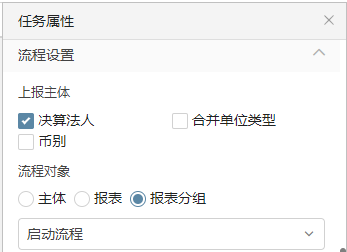 任务属性
流程设置
上报主体
决算法人 合并单位类型
币别
流程对象
主体 报表 报表分组
启动流程